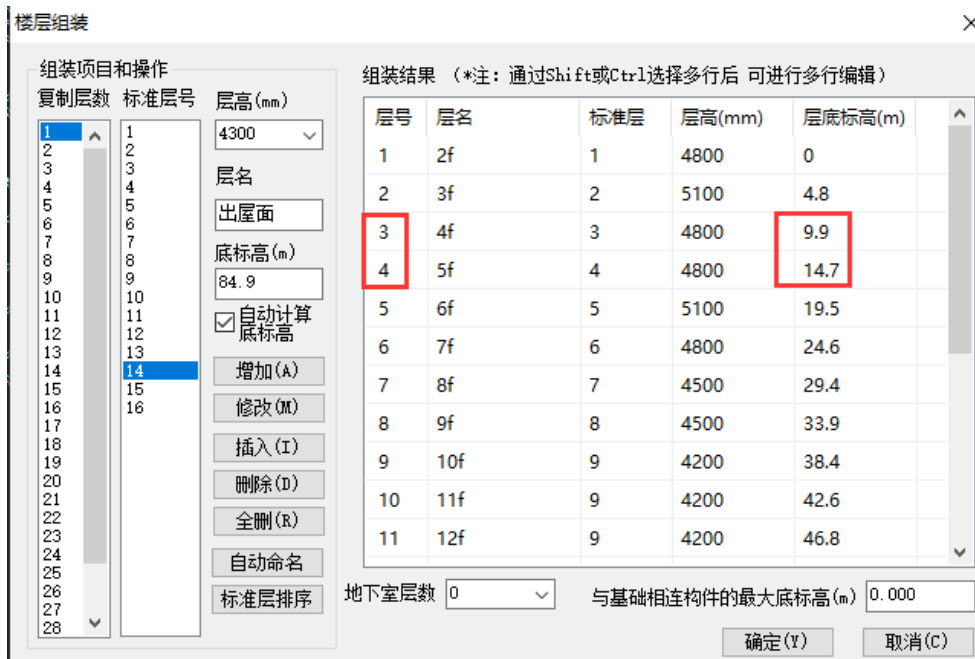 楼层组装
组装项目和操作
复制层数 标准层号 层高(mm)
1
2
3
4
5
6
7
8
9
10
11
12
13
14
15
16
17
18
19
20
21
22
23
24
25
26
27
28
1
2
3
4
5
6
7
8
9
10
11
12
13
14
15
16
4300
层名
出屋面
底标高(m)
84.9
自动计算
底标高
增加(A)
修改(M)
插入(I)
删除(D)
全删(R)
自动命名
标准层排序
组装结果 (*注: 通过Shift或Ctrl选择多行后 可进行多行编辑)
层号 层名 标准层 层高(mm) 层底标高(m)
1 2f 1 4800 0
2 3f 2 5100 4.8
3 4f 3 4800 9.9
4 5f 4 4800 14.7
5 6f 5 5100 19.5
6 7f 6 4800 24.6
7 8f 7 4500 29.4
8 9f 8 4500 33.9
9 10f 9 4200 38.4
10 11f 9 4200 42.6
11 12f 9 4200 46.8
地下室层数 0 与基础相连构件的最大底标高(m) 0.000
确定(Y) 取消(C)